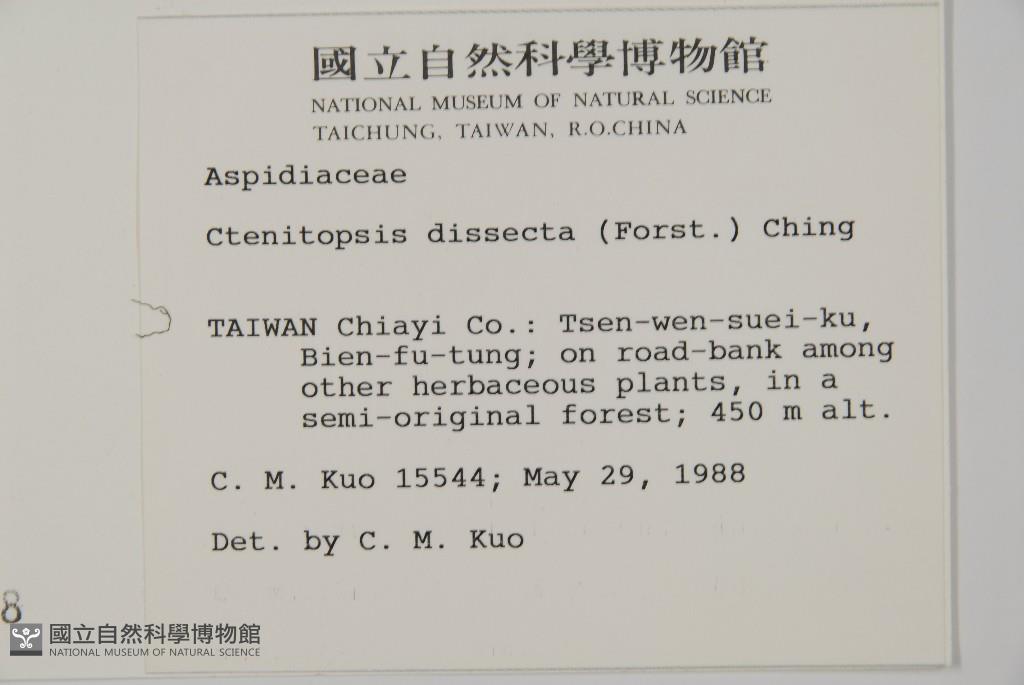 國立自然科學博物館
NATIONAL MUSEUM OF NATURAL SCIENCE
TAICHUNG, TAIWAN, R.O.CHINA
Aspidiaceae
Ctenitopsis dissecta (Forst.) Ching
TAIWAN Chiayi Co.: Tsen-wen-suei-ku,
Bien-fu-tung; on road-bank among
other herbaceous plants, in a
semi-original forest; 450 m alt.
C. M. Kuo 15544; May 29, 1988
Det. by C. M. Kuo
8
國立自然科學博物館
NATIONAL MUSEUM OF NATURAL SCIENCE